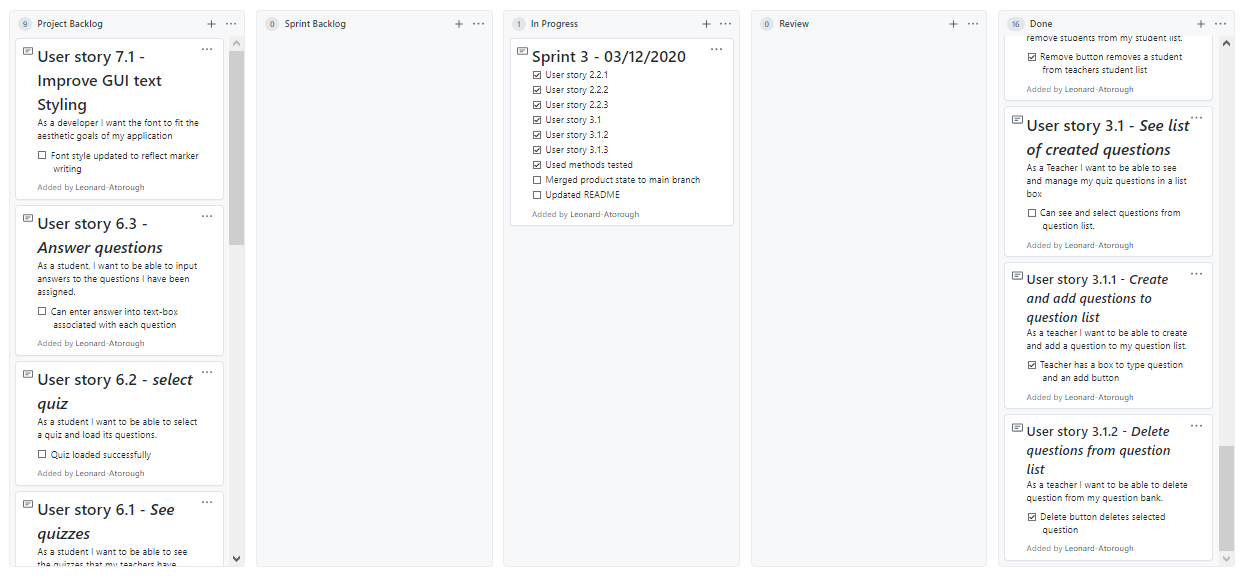 9 Project Backlog
User story 7.1 -
Improve GUI text
Styling
As a developer I want the font to fit the
aesthetic goals of my application
Font style updated to reflect marker
writing
Added by Leonard-Atorough
User story 6.3 -
Answer questions
As a student, I want to be able to input
answers to the questions I have been
assigned.
Can enter answer into text-box
associated with each question
Added by Leonard-Atorough
User story 6.2 - select
quiz
As a student I want to be able to select
a quiz and load its questions.
Quiz loaded successfully
Added by Leonard-Atorough
User story 6.1 - See
quizzes
As a student I want to be able to see
the quizzes that my teachers have
0 Sprint Backlog
1 In Progress
Sprint 3 - 03/12/2020
User story 2.2.1
User story 2.2.2
User story 2.2.3
User story 3.1
User story 3.1.2
User story 3.1.3
Used methods tested
Merged product state to main branch
Updated README
Added by Leonard-Atorough
0 Review
16 Done
remove students from my student list.
Remove button removes a student
from teachers student list
Added by Leonard-Atorough
User story 3.1 - See list
of created questions
As a Teacher I want to be able to see
and manage my quiz questions in a list
box
Can see and select questions from
question list.
Added by Leonard-Atorough
User story 3.1.1 - Create
and add questions to
question list
As a teacher I want to be able to create
and add a question to my question list.
Teacher has a box to type question
and an add button
Added by Leonard-Atorough
User story 3.1.2 - Delete
questions from question
list
As a teacher I want to be able to delete
question from my question bank.
Delete button deletes selected
question
Added by Leonard-Atorough